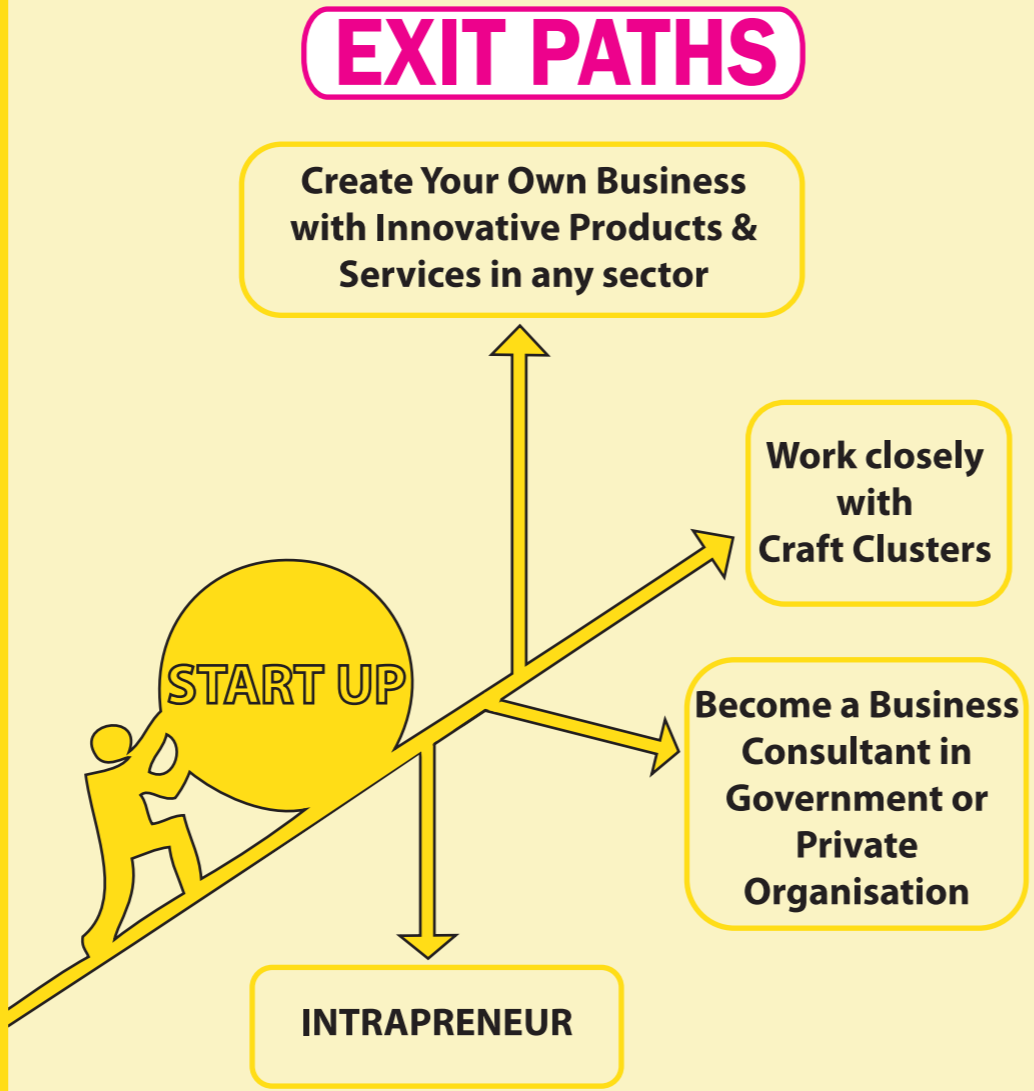 EXIT PATHS
Create Your Own Business
with Innovative Products &
Services in any sector
Work closely
with
Craft Clusters
START UP
Become a Business
Consultant in
Government or
Private
Organisation
INTRAPRENEUR